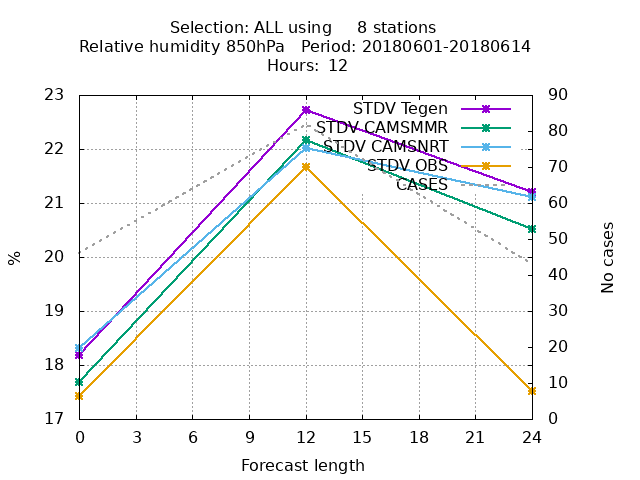 Selection: ALL using     8 stations
Relative humidity 850hPa   Period: 20180601-20180614
Hours: 12
STDV Tegen
STDV CAMSMMR
STDV CAMSNRT
STDV OBS
CASES
23
22
21
20
19
18
17
90
80
70
60
50
40
30
20
10
0
%
No cases
0 3 6 9 12 15 18 21 24
Forecast length